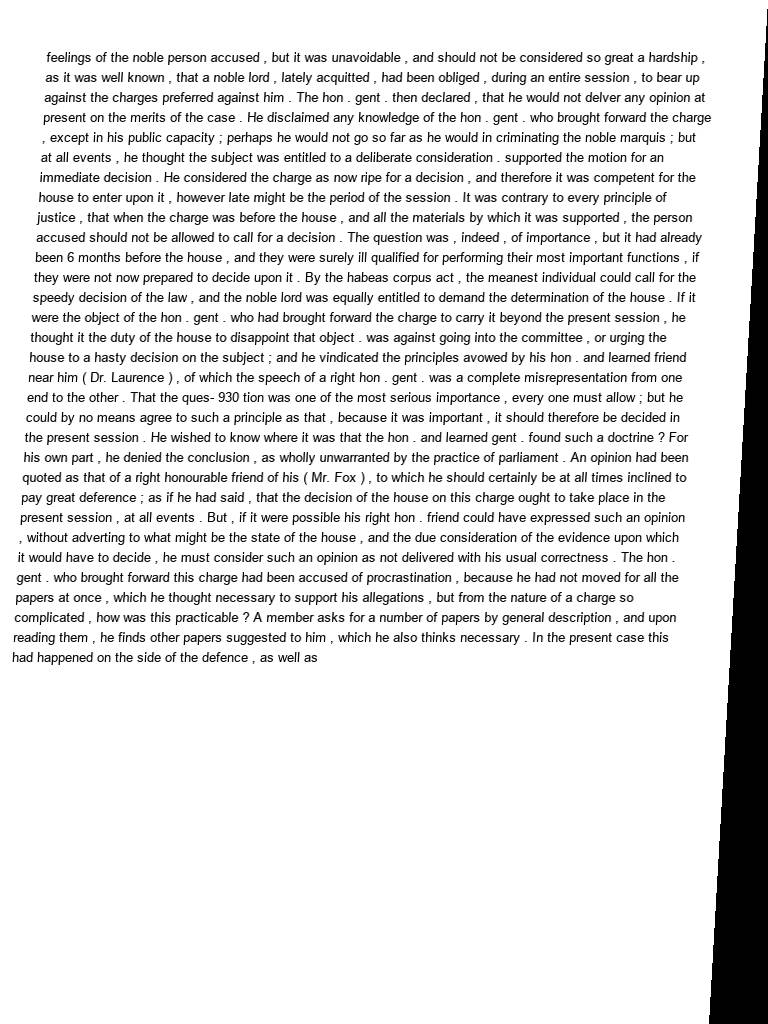 feelings of the noble person accused , but it was unavoidable , and should not be considered so great a hardship ,
as it was well known , that a noble lord , lately acquitted , had been obliged , during an entire session , to bear up
against the charges preferred against him . The hon . gent . then declared , that he would not delver any opinion at
present on the merits of the case . He disclaimed any knowledge of the hon . gent . who brought forward the charge
, except in his public capacity ; perhaps he would not go so far as he would in criminating the noble marquis ; but
at all events , he thought the subject was entitled to a deliberate consideration . supported the motion for an
immediate decision . He considered the charge as now ripe for a decision , and therefore it was competent for the
house to enter upon it , however late might be the period of the session . It was contrary to every principle of
justice , that when the charge was before the house , and all the materials by which it was supported , the person
accused should not be allowed to call for a decision . The question was , indeed , of importance , but it had already
been 6 months before the house , and they were surely ill qualified for performing their most important functions , if
they were not now prepared to decide upon it . By the habeas corpus act , the meanest individual could call for the
speedy decision of the law , and the noble lord was equally entitled to demand the determination of the house . If it
were the object of the hon . gent . who had brought forward the charge to carry it beyond the present session , he
thought it the duty of the house to disappoint that object . was against going into the committee , or urging the
house to a hasty decision on the subject ; and he vindicated the principles avowed by his hon . and learned friend
near him ( Dr. Laurence ) , of which the speech of a right hon . gent . was a complete misrepresentation from one
end to the other . That the ques- 930 tion was one of the most serious importance , every one must allow ; but he
could by no means agree to such a principle as that , because it was important , it should therefore be decided in
the present session . He wished to know where it was that the hon . and learned gent . found such a doctrine ? For
his own part , he denied the conclusion , as wholly unwarranted by the practice of parliament . An opinion had been
quoted as that of a right honourable friend of his ( Mr. Fox ) , to which he should certainly be at all times inclined to
pay great deference ; as if he had said , that the decision of the house on this charge ought to take place in the
present session , at all events . But , if it were possible his right hon . friend could have expressed such an opinion
, without adverting to what might be the state of the house , and the due consideration of the evidence upon which
it would have to decide , he must consider such an opinion as not delivered with his usual correctness . The hon .
gent . who brought forward this charge had been accused of procrastination , because he had not moved for all the
papers at once , which he thought necessary to support his allegations , but from the nature of a charge so
complicated , how was this practicable ? A member asks for a number of papers by general description , and upon
reading them , he finds other papers suggested to him , which he also thinks necessary . In the present case this
had happened on the side of the defence , as well as